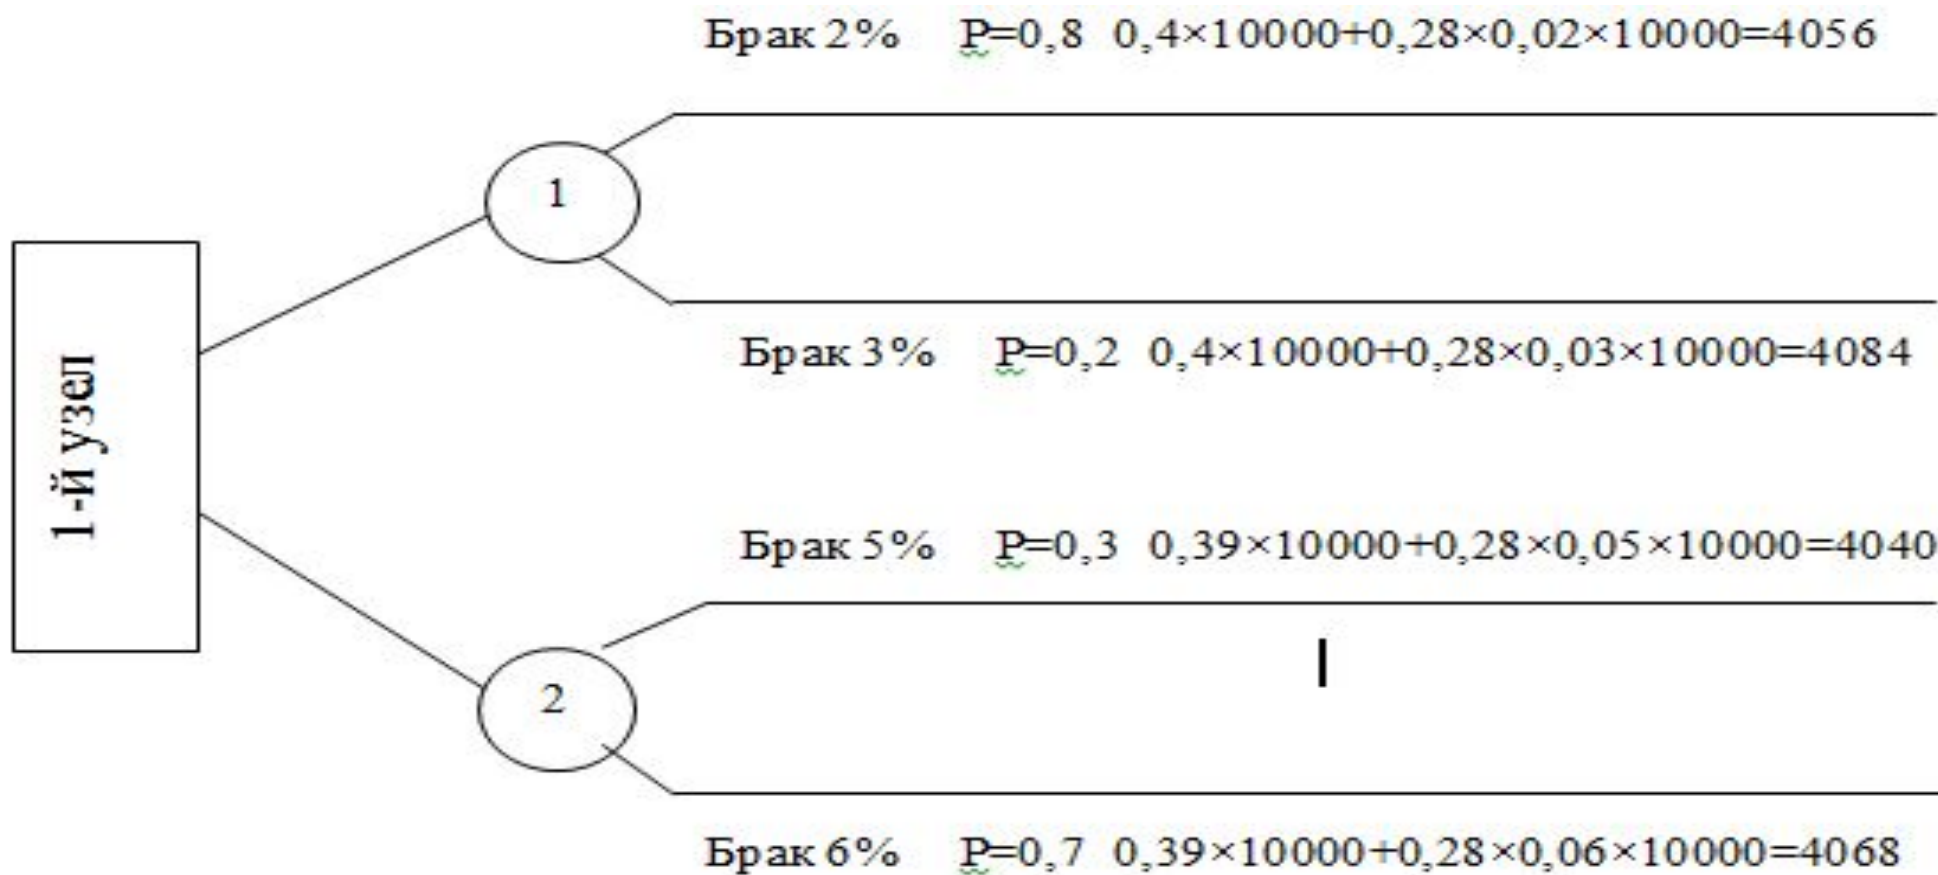 Брак 2% P=0,8 0,4×10000+0,28×0,02×10000=4056
1
Брак 3% P=0,2 0,4×10000+0,28×0,03×10000=4084
1-й узел
Брак 5% P=0,3 0,39×10000+0,28×0,05×10000=4040
2
Брак 6% P=0,7 0,39×10000+0,28×0,06×10000=4068